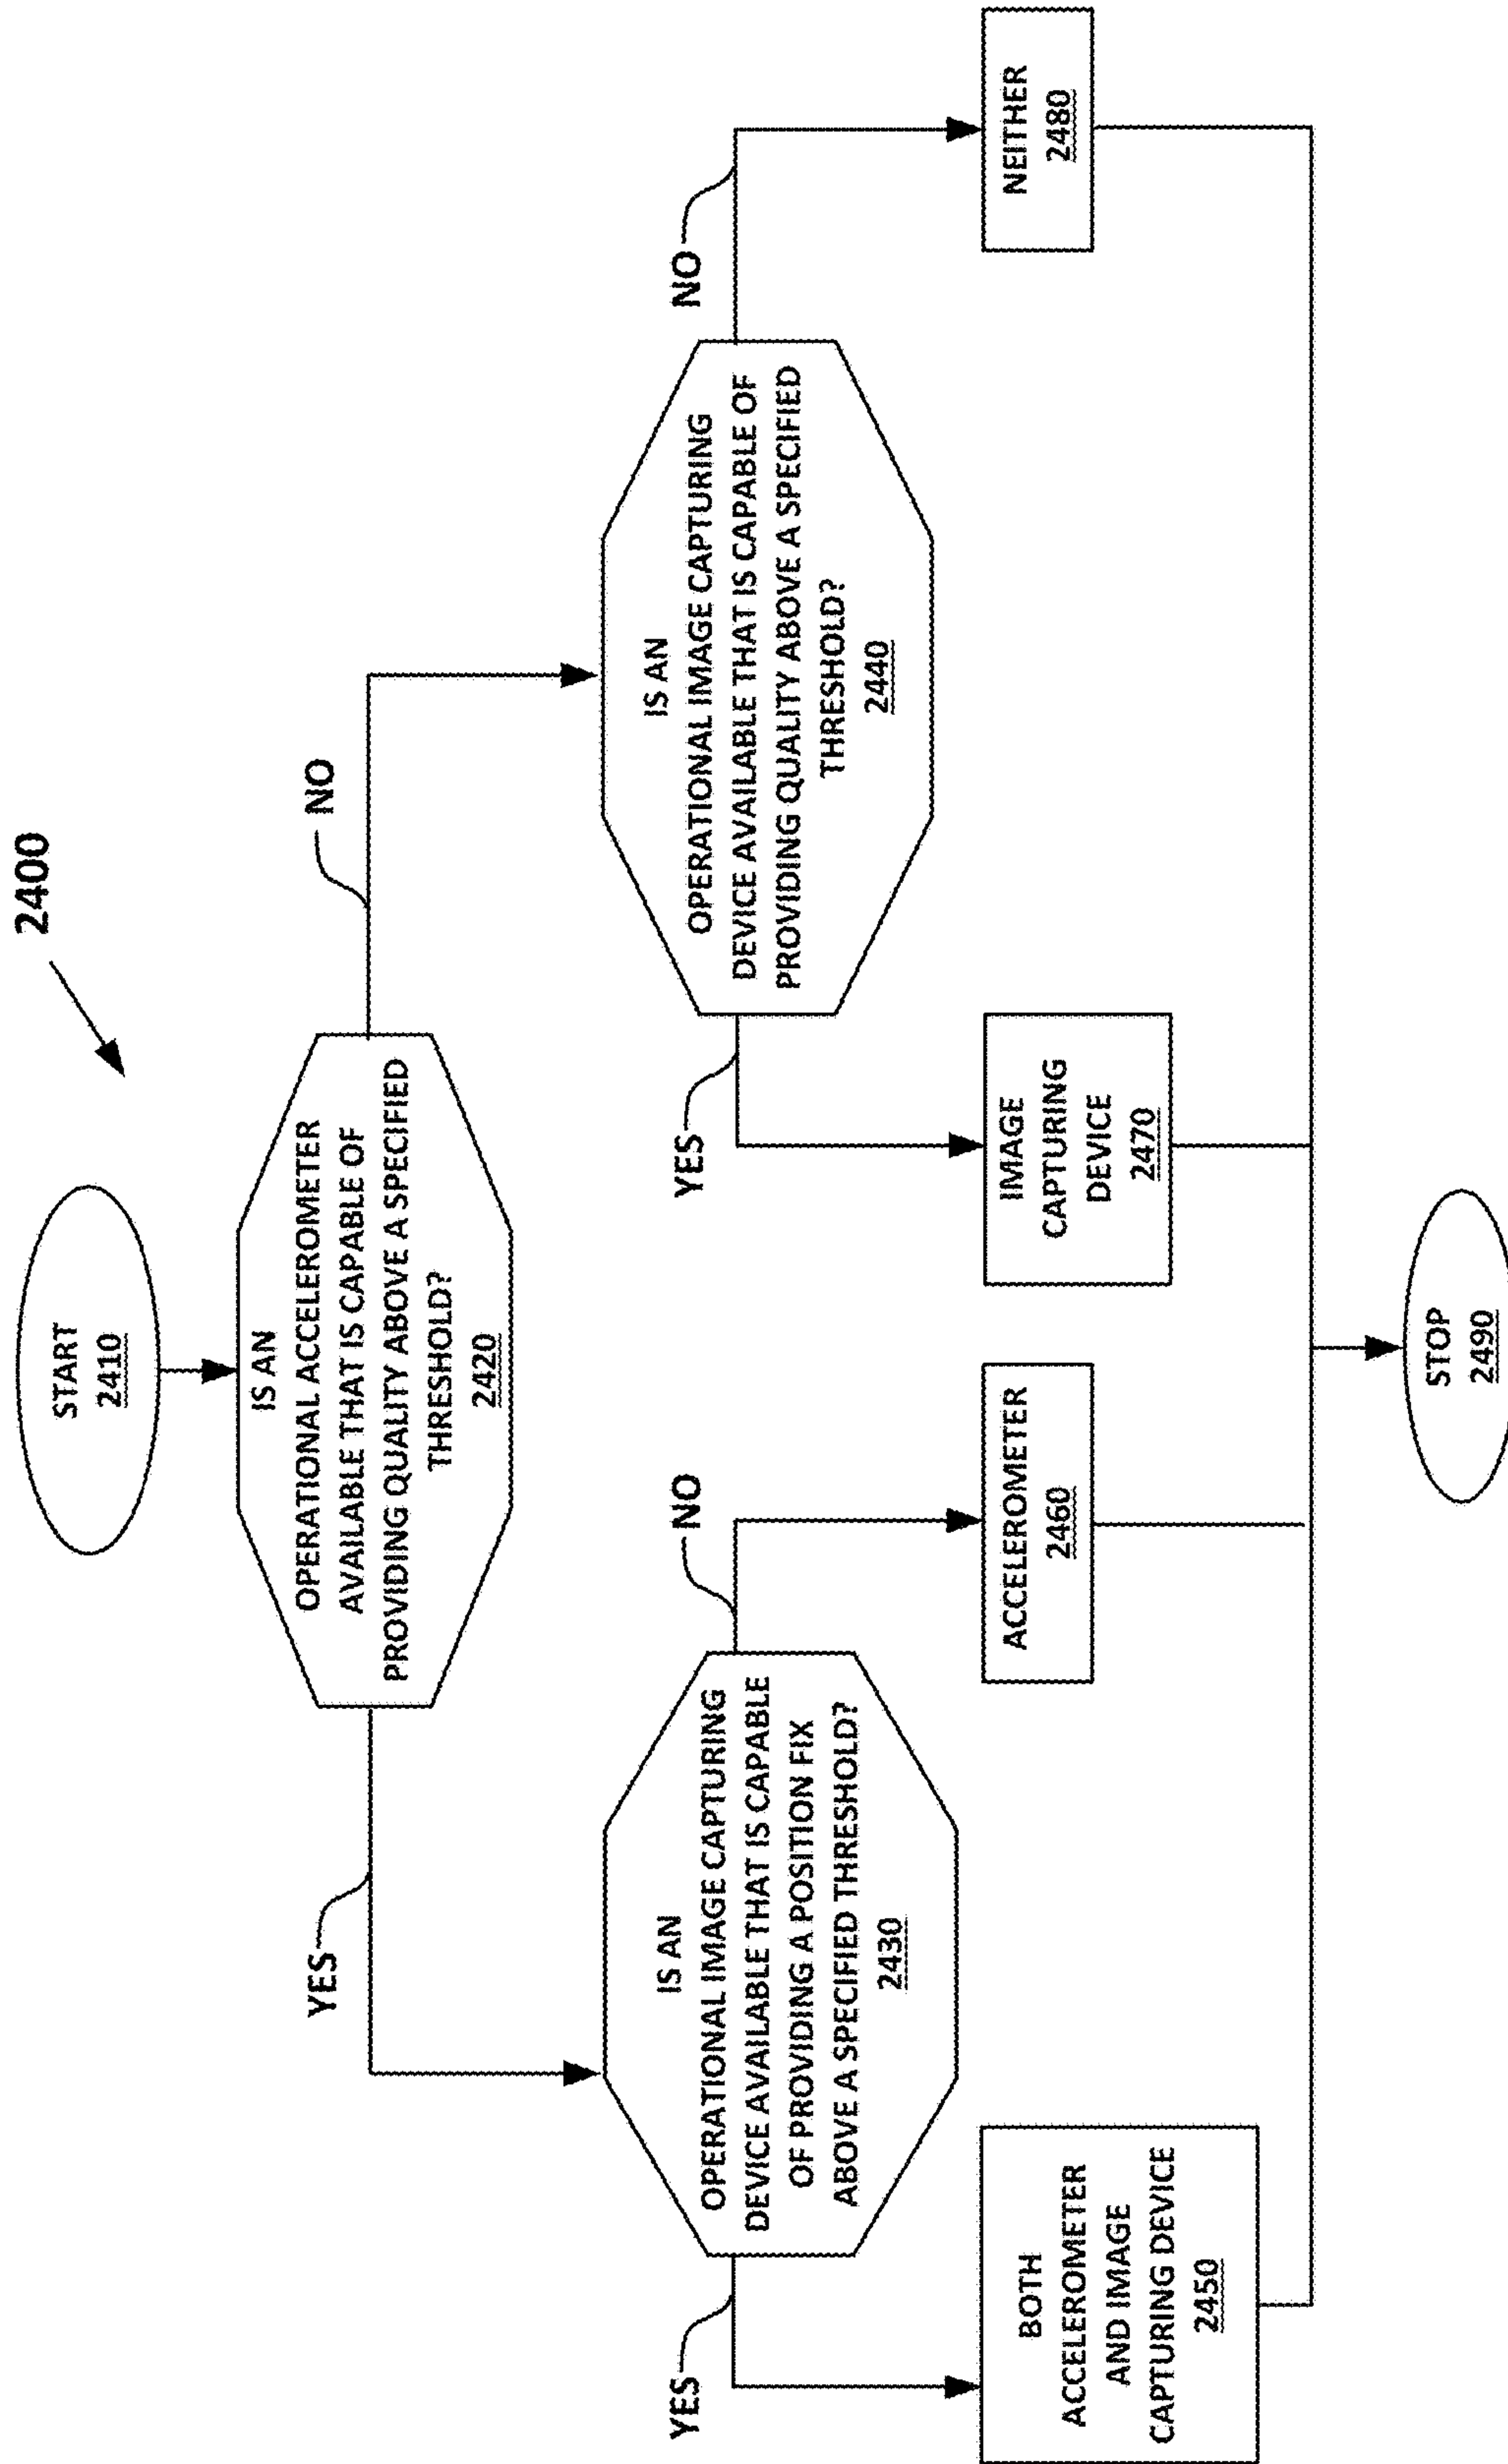 2400
START
2410
IS AN
OPERATIONAL ACCELEROMETER
AVAILABLE THAT IS CAPABLE OF
PROVIDING QUALITY ABOVE A SPECIFIED
THRESHOLD?
2420
YES
NO
IS AN
OPERATIONAL IMAGE CAPTURING
DEVICE AVAILABLE THAT IS CAPABLE
OF PROVIDING A POSITION FIX
ABOVE A SPECIFIED THRESHOLD?
2430
IS AN
OPERATIONAL IMAGE CAPTURING
DEVICE AVAILABLE THAT IS CAPABLE OF
PROVIDING QUALITY ABOVE A SPECIFIED
THRESHOLD?
2440
YES
NO
YES
NO
BOTH
ACCELEROMETER
AND IMAGE
CAPTURING DEVICE
2450
ACCELEROMETER
2460
IMAGE
CAPTURING
DEVICE
2470
NEITHER
2480
STOP
2490